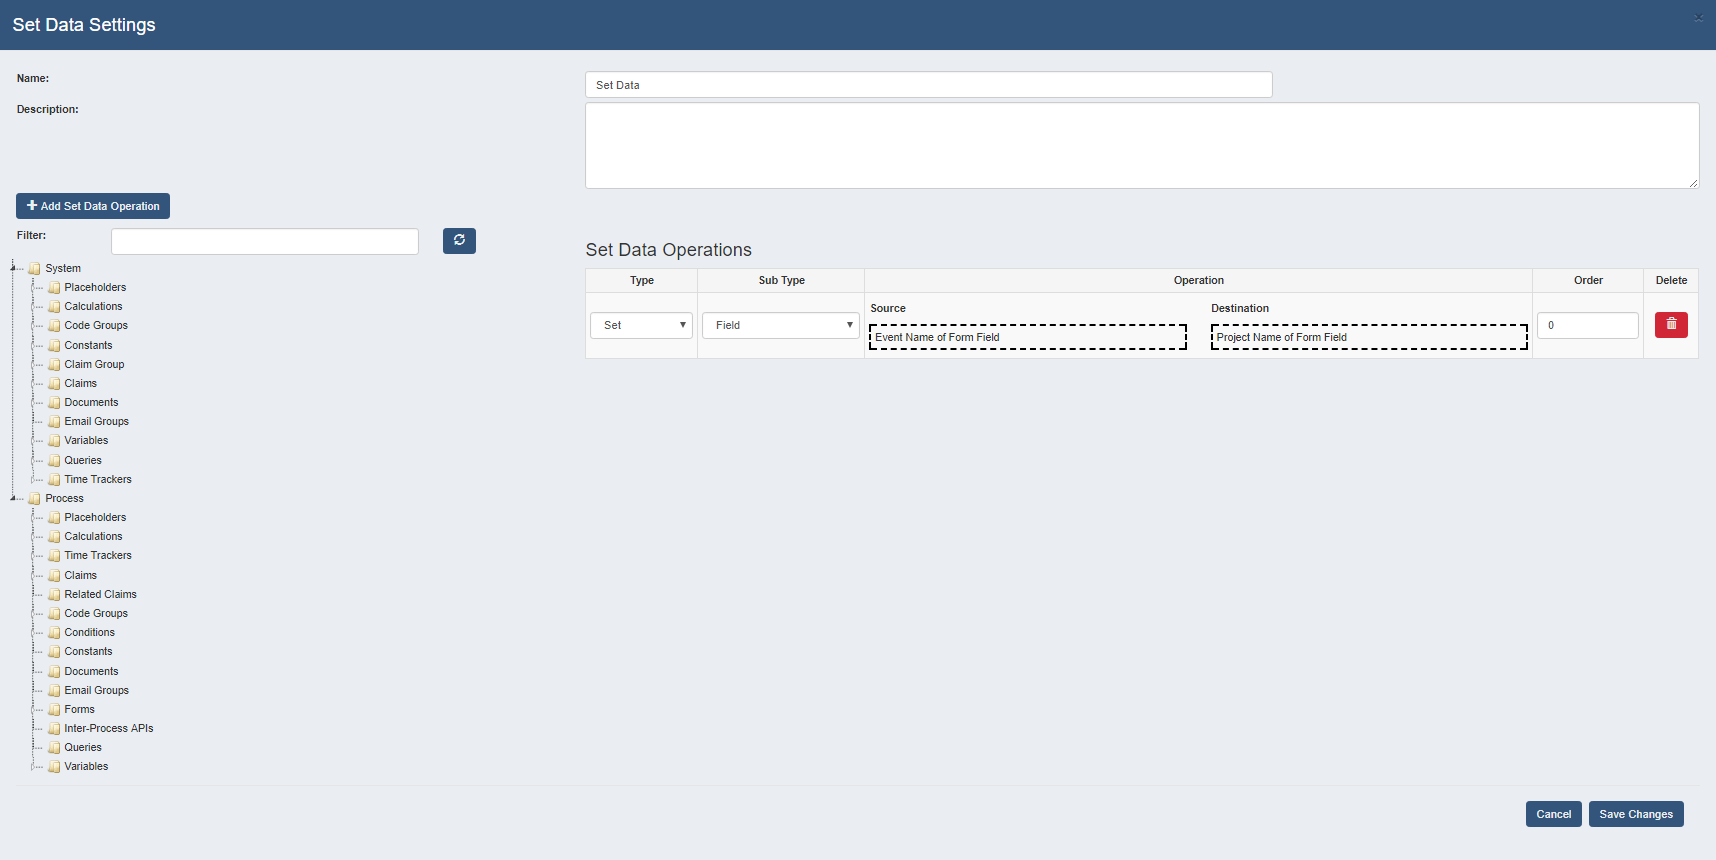 Set Data Settings
×
Name:
Set Data
Description:
Add Set Data Operation
Filter:
System
Placeholders
Calculations
Code Groups
Constants
Claim Group
Claims
Documents
Email Groups
Variables
Queries
Time Trackers
Process
Placeholders
Calculations
Time Trackers
Claims
Related Claims
Code Groups
Conditions
Constants
Documents
Email Groups
Forms
Inter-Process APIs
Queries
Variables
Set Data Operations
Type Sub Type Operation Order Delete
Source Destination
Set Field Event Name of Form Field Project Name of Form Field 0
Cancel Save Changes